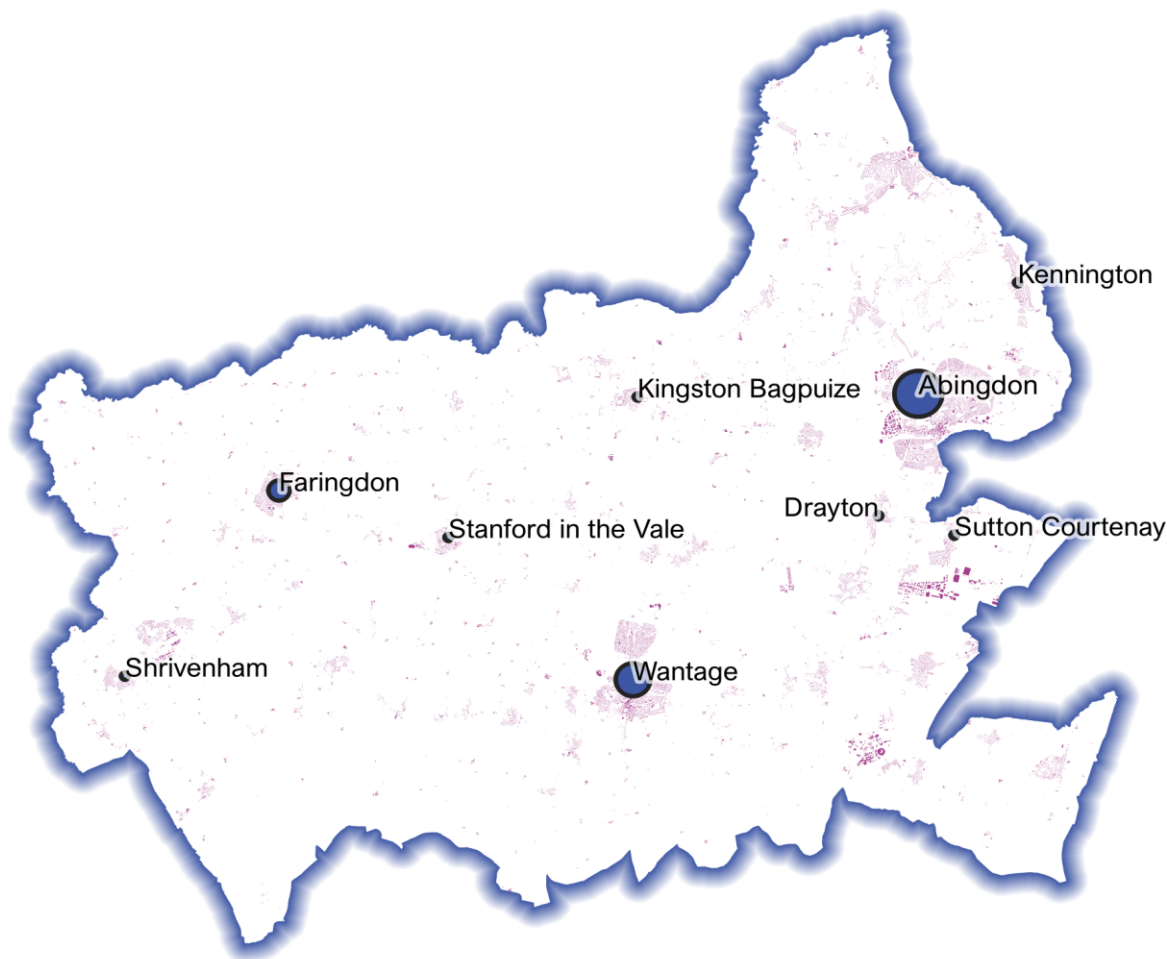 Kennington
Abingdon
Kingston Bagpuize
Faringdon
Drayton
Stanford in the Vale
Sutton Courtenay
Shrivenham
Wantage